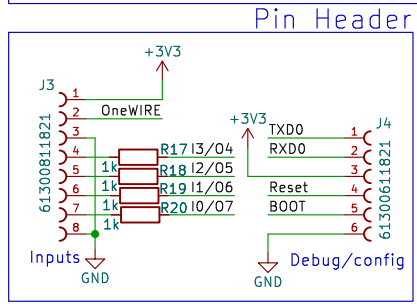 Pin Header
+3V3
J3
1
OneWIRE
2
3
4
R17 I3/O4
1k
5
R18 I2/O5
1k
6
R19 I1/O6
1k
7
R20 I0/O7
1k
8
61300811821
Inputs
GND
+3V3
J4
TXD0
1
RXD0
2
3
Reset
4
BOOT
5
6
61300611821
Debug/config
GND